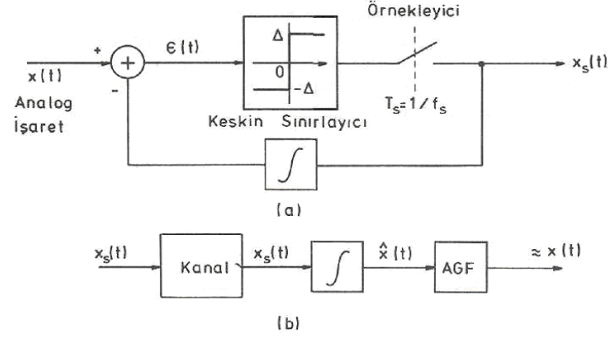 Örnekleyici
+
ϵ(t)
Δ
x(t)
+
0
xₛ(t)
-
-Δ
Analog
İşaret
Tₛ=1/fₛ
Keskin Sınırlayıcı
∫
(a)
xₛ(t)
Kanal
xₛ(t)
∫
x̂(t)
AGF
≈ x(t)
(b)